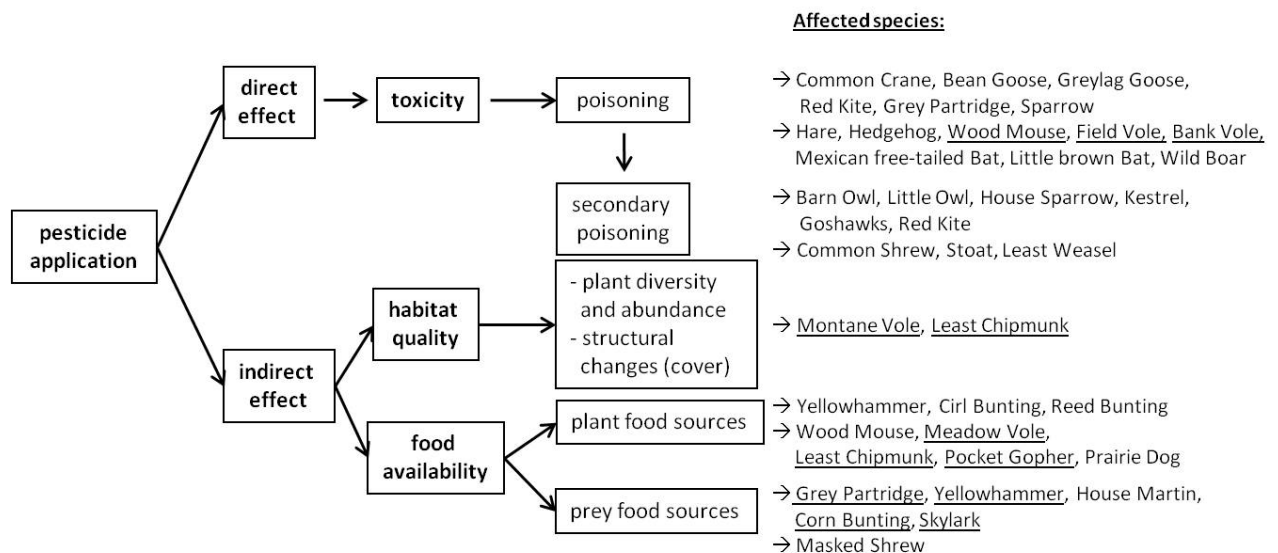 Affected species:
direct
effect
toxicity
poisoning
→ Common Crane, Bean Goose, Greylag Goose,
Red Kite, Grey Partridge, Sparrow
→ Hare, Hedgehog, Wood Mouse, Field Vole, Bank Vole,
Mexican free-tailed Bat, Little brown Bat, Wild Boar
pesticide
application
secondary
poisoning
→ Barn Owl, Little Owl, House Sparrow, Kestrel,
Goshawks, Red Kite
→ Common Shrew, Stoat, Least Weasel
indirect
effect
habitat
quality
- plant diversity
and abundance
- structural
changes (cover)
→ Montane Vole, Least Chipmunk
food
availability
plant food sources
→ Yellowhammer, Cirl Bunting, Reed Bunting
→ Wood Mouse, Meadow Vole,
Least Chipmunk, Pocket Gopher, Prairie Dog
prey food sources
→ Grey Partridge, Yellowhammer, House Martin,
Corn Bunting, Skylark
→ Masked Shrew